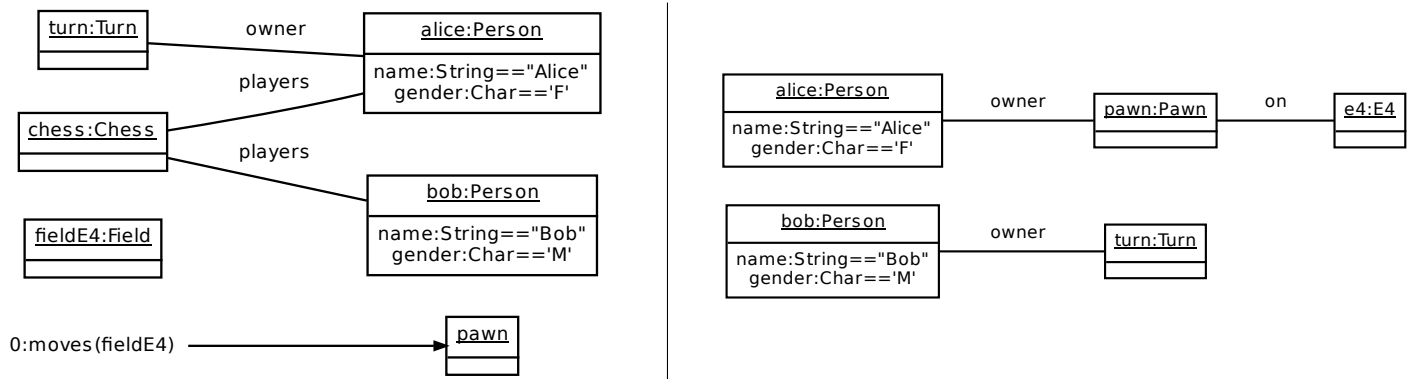 turn:Turn
owner
alice:Person
name:String=="Alice"
gender:Char=='F'
players
chess:Chess
players
bob:Person
name:String=="Bob"
gender:Char=='M'
fieldE4:Field
0:moves(fieldE4)
pawn
alice:Person
name:String=="Alice"
gender:Char=='F'
owner
pawn:Pawn
on
e4:E4
bob:Person
name:String=="Bob"
gender:Char=='M'
owner
turn:Turn